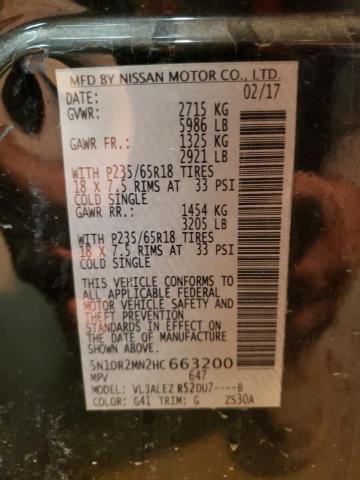 MFD BY NISSAN MOTOR CO., LTD.
DATE: 02/17
GVWR: 2715 KG
5986 LB
GAWR FR.: 1325 KG
2921 LB
WITH P235/65R18 TIRES
18 X 7.5 RIMS AT 33 PSI
COLD SINGLE
GAWR RR.: 1454 KG
3205 LB
WITH P235/65R18 TIRES
18 X 7.5 RIMS AT 33 PSI
COLD SINGLE
THIS VEHICLE CONFORMS TO
ALL APPLICABLE FEDERAL
MOTOR VEHICLE SAFETY AND
THEFT PREVENTION
STANDARDS IN EFFECT ON
THE DATE OF MANUFACTURE
SHOWN ABOVE.
5N1DR2MN2HC663200
MPV 647
MODEL: VLJALEZ R52DU7----B
COLOR: G41 TRIM: G ZS30A